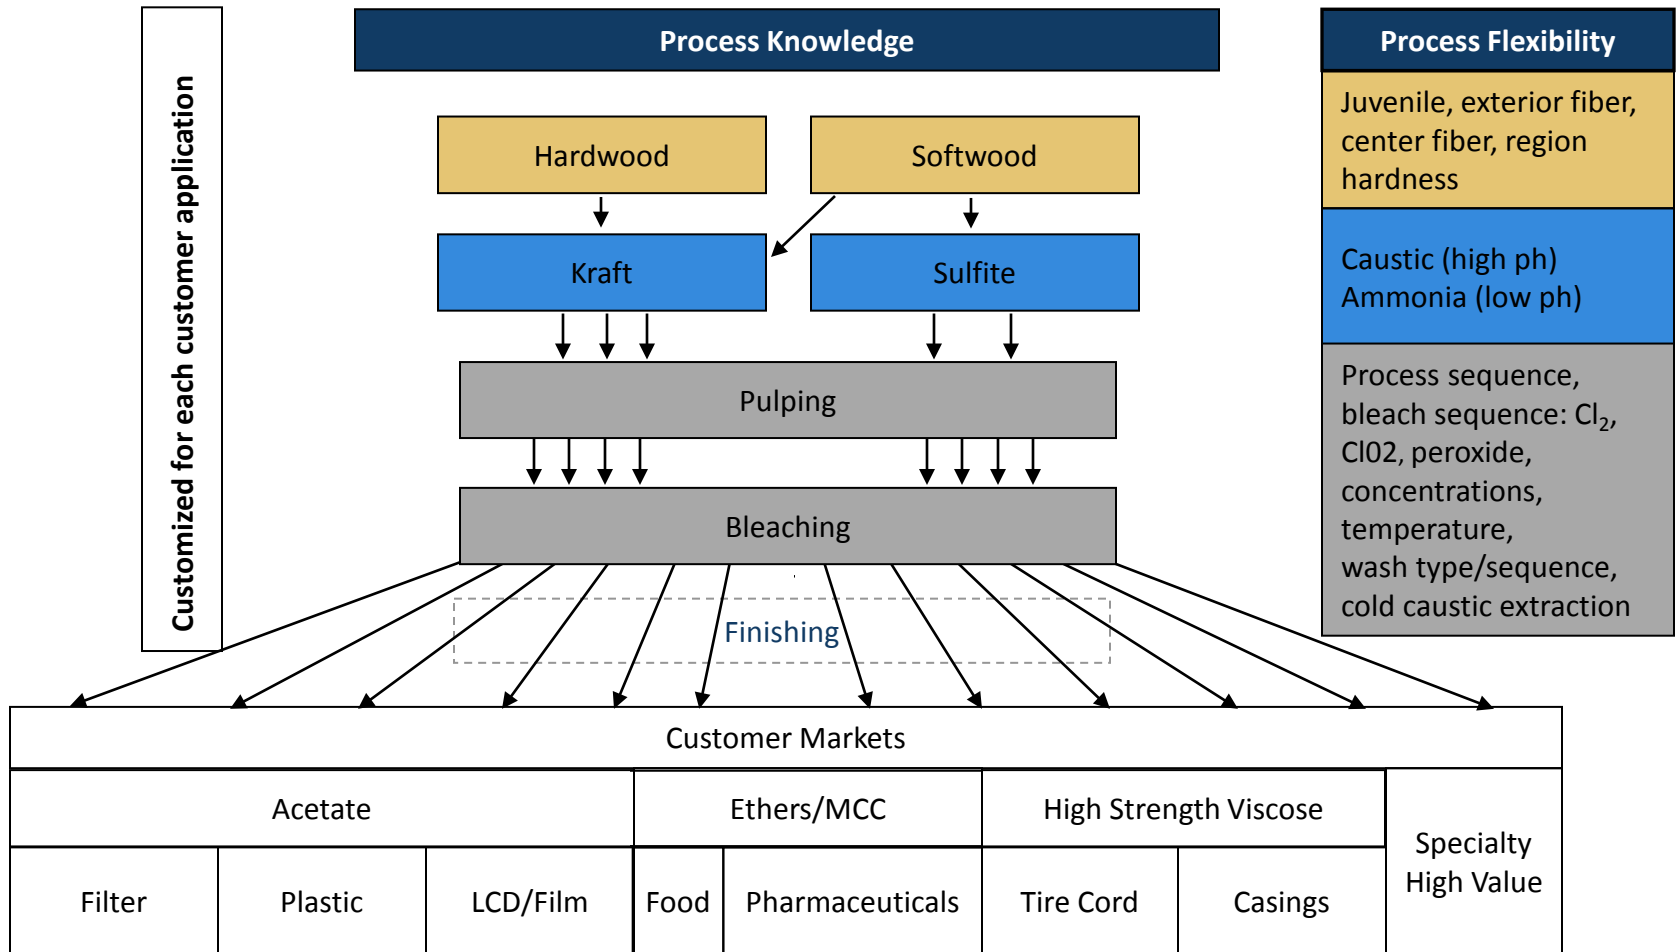 Customized for each customer application
Process Knowledge
Hardwood
Softwood
Kraft
Sulfite
Pulping
Bleaching
Finishing
Process Flexibility
Juvenile, exterior fiber,
center fiber, region
hardness
Caustic (high ph)
Ammonia (low ph)
Process sequence,
bleach sequence: Cl₂,
Cl02, peroxide,
concentrations,
temperature,
wash type/sequence,
cold caustic extraction
Customer Markets
Acetate
Ethers/MCC
High Strength Viscose
Specialty
High Value
Filter
Plastic
LCD/Film
Food
Pharmaceuticals
Tire Cord
Casings